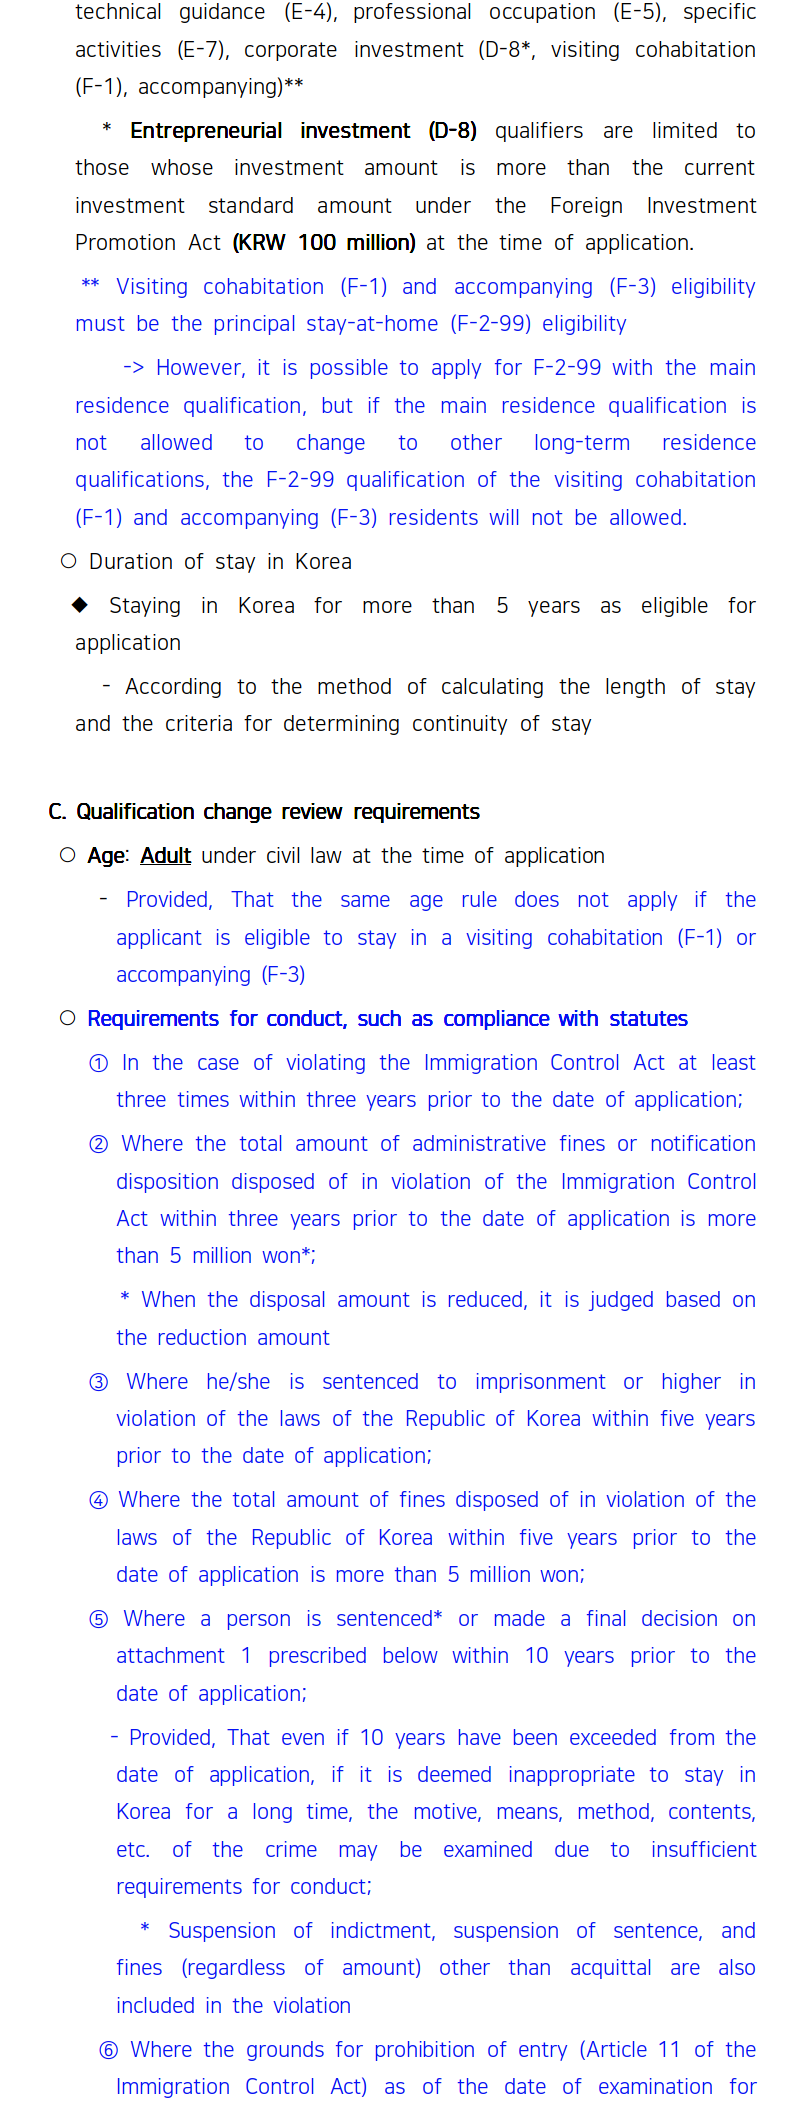 technical guidance (E-4), professional occupation (E-5), specific
activities (E-7), corporate investment (D-8*, visiting cohabitation
(F-1), accompanying)**
* Entrepreneurial investment (D-8) qualifiers are limited to
those whose investment amount is more than the current
investment standard amount under the Foreign Investment
Promotion Act (KRW 100 million) at the time of application.
** Visiting cohabitation (F-1) and accompanying (F-3) eligibility
must be the principal stay-at-home (F-2-99) eligibility
-> However, it is possible to apply for F-2-99 with the main
residence qualification, but if the main residence qualification is
not allowed to change to other long-term residence
qualifications, the F-2-99 qualification of the visiting cohabitation
(F-1) and accompanying (F-3) residents will not be allowed.
○ Duration of stay in Korea
◆ Staying in Korea for more than 5 years as eligible for
application
- According to the method of calculating the length of stay
and the criteria for determining continuity of stay
C. Qualification change review requirements
○ Age: Adult under civil law at the time of application
- Provided, That the same age rule does not apply if the
applicant is eligible to stay in a visiting cohabitation (F-1) or
accompanying (F-3)
○ Requirements for conduct, such as compliance with statutes
① In the case of violating the Immigration Control Act at least
three times within three years prior to the date of application;
② Where the total amount of administrative fines or notification
disposition disposed of in violation of the Immigration Control
Act within three years prior to the date of application is more
than 5 million won*;
* When the disposal amount is reduced, it is judged based on
the reduction amount
③ Where he/she is sentenced to imprisonment or higher in
violation of the laws of the Republic of Korea within five years
prior to the date of application;
④ Where the total amount of fines disposed of in violation of the
laws of the Republic of Korea within five years prior to the
date of application is more than 5 million won;
⑤ Where a person is sentenced* or made a final decision on
attachment 1 prescribed below within 10 years prior to the
date of application;
- Provided, That even if 10 years have been exceeded from the
date of application, if it is deemed inappropriate to stay in
Korea for a long time, the motive, means, method, contents,
etc. of the crime may be examined due to insufficient
requirements for conduct;
* Suspension of indictment, suspension of sentence, and
fines (regardless of amount) other than acquittal are also
included in the violation
⑥ Where the grounds for prohibition of entry (Article 11 of the
Immigration Control Act) as of the date of examination for